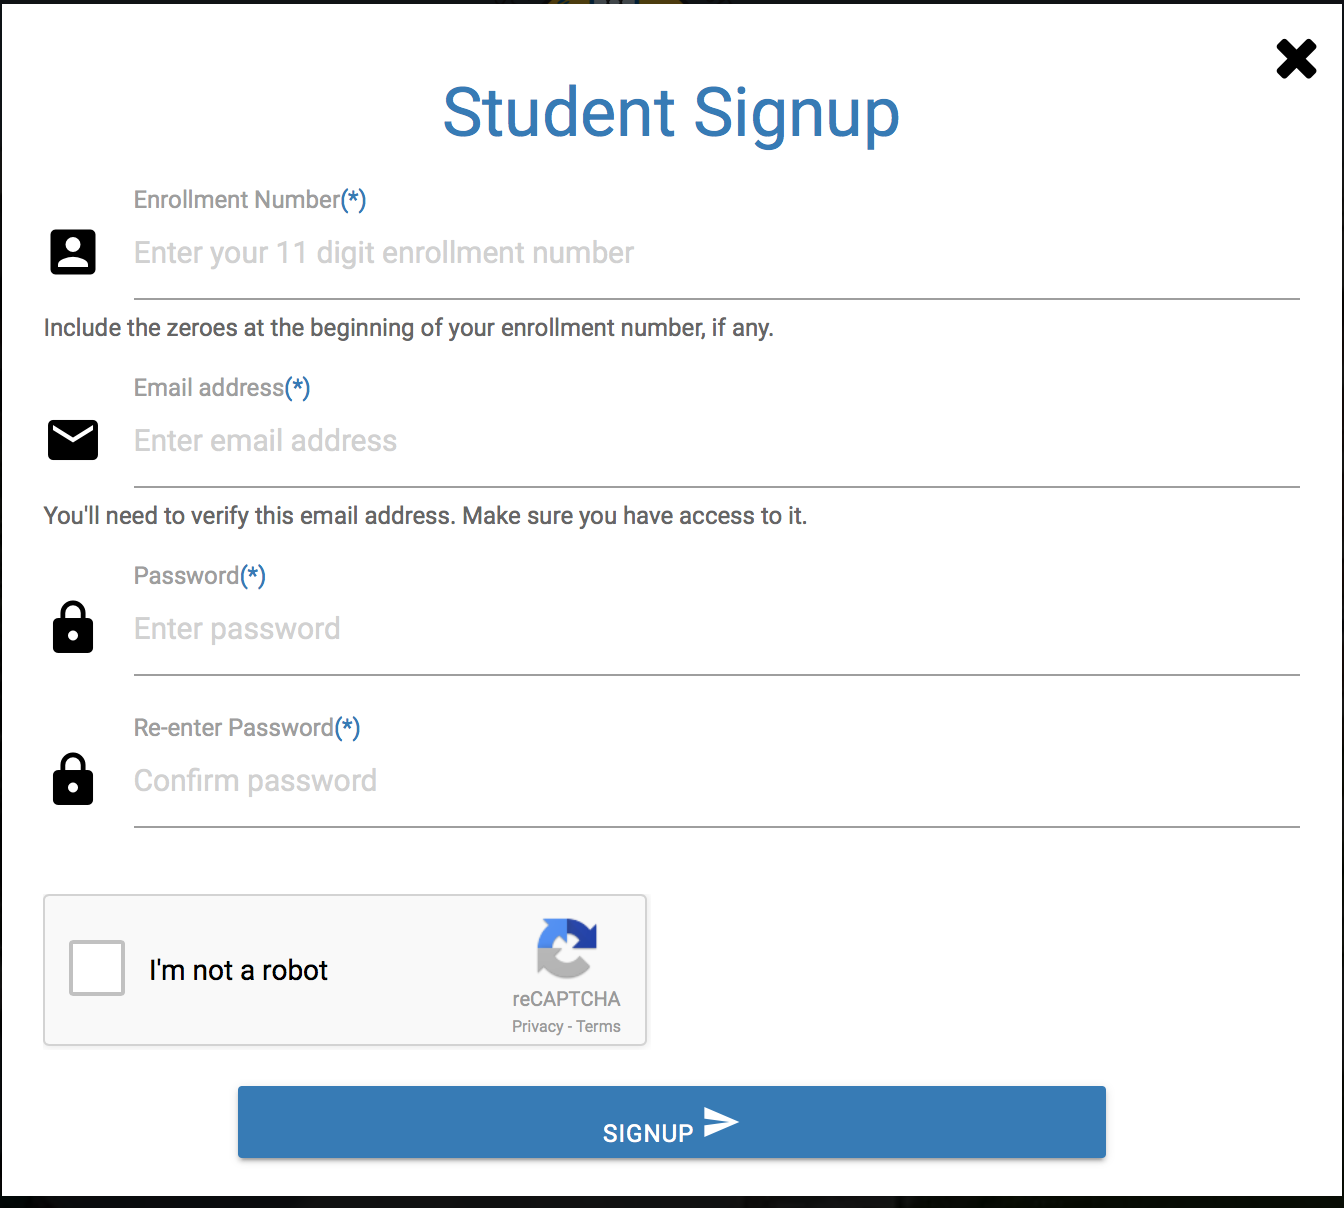 Student Signup
Enrollment Number(*)
Enter your 11 digit enrollment number
Include the zeroes at the beginning of your enrollment number, if any.
Email address(*)
Enter email address
You'll need to verify this email address. Make sure you have access to it.
Password(*)
Enter password
Re-enter Password(*)
Confirm password
I'm not a robot
reCAPTCHA
Privacy - Terms
SIGNUP